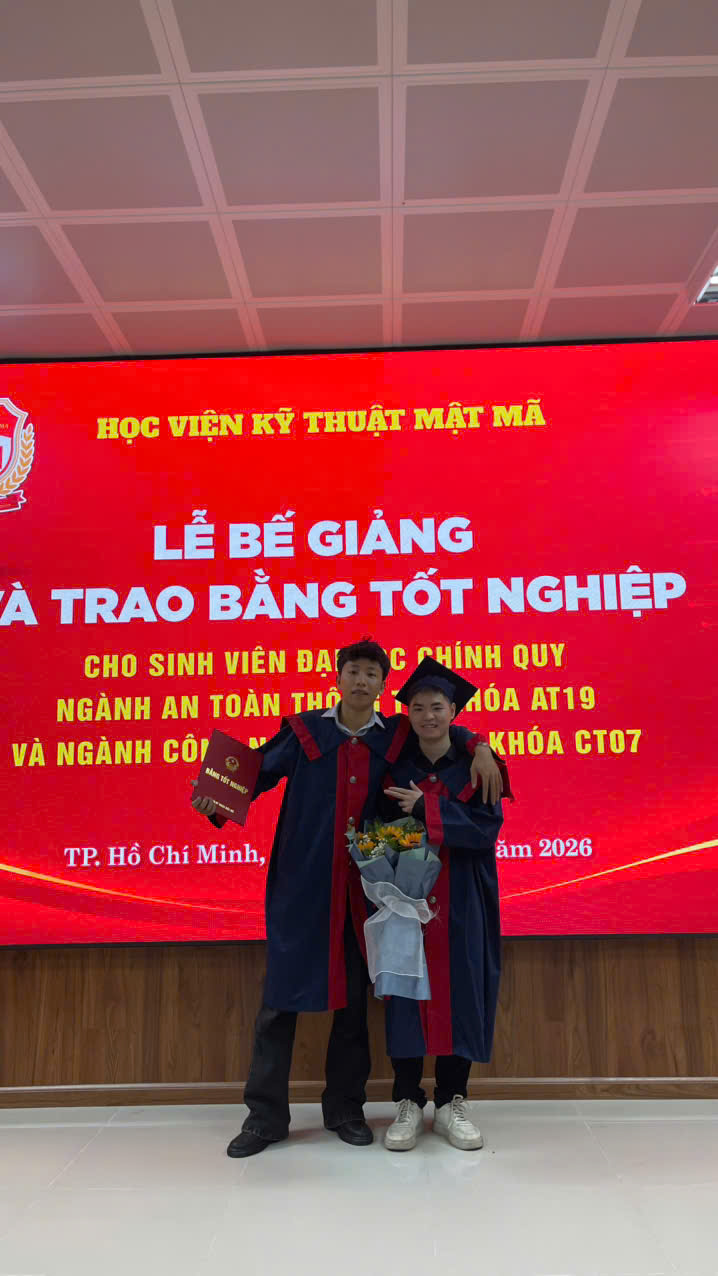 HỌC VIỆN KỸ THUẬT MẬT MÃ
LỄ BẾ GIẢNG
VÀ TRAO BẰNG TỐT NGHIỆP
CHO SINH VIÊN ĐẠI HỌC CHÍNH QUY
NGÀNH AN TOÀN THÔNG KHÓA AT19
VÀ NGÀNH CÔNG KHÓA CT07
BẰNG TỐT NGHIỆP
TP. Hồ Chí Minh, năm 2026